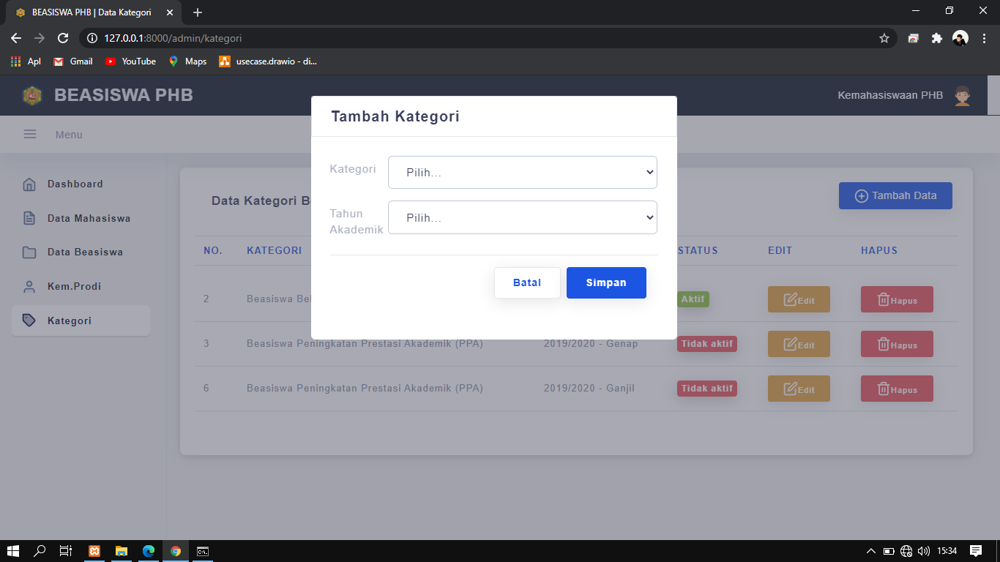 BEASISWA PHB | Data Kategori
127.0.0.1:8000/admin/kategori
Apl Gmail YouTube Maps usecase.drawio - di...
BEASISWA PHB
Kemahasiswaan PHB
Menu
Dashboard
Data Mahasiswa
Data Beasiswa
Kem.Prodi
Kategori
Data Kategori B
Tambah Data
NO. KATEGORI STATUS EDIT HAPUS
2 Beasiswa Bel Aktif Edit Hapus
3 Beasiswa Peningkatan Prestasi Akademik (PPA) 2019/2020 - Genap Tidak aktif Edit Hapus
6 Beasiswa Peningkatan Prestasi Akademik (PPA) 2019/2020 - Ganjil Tidak aktif Edit Hapus
Tambah Kategori
Kategori Pilih...
Tahun Akademik Pilih...
Batal Simpan
15:34